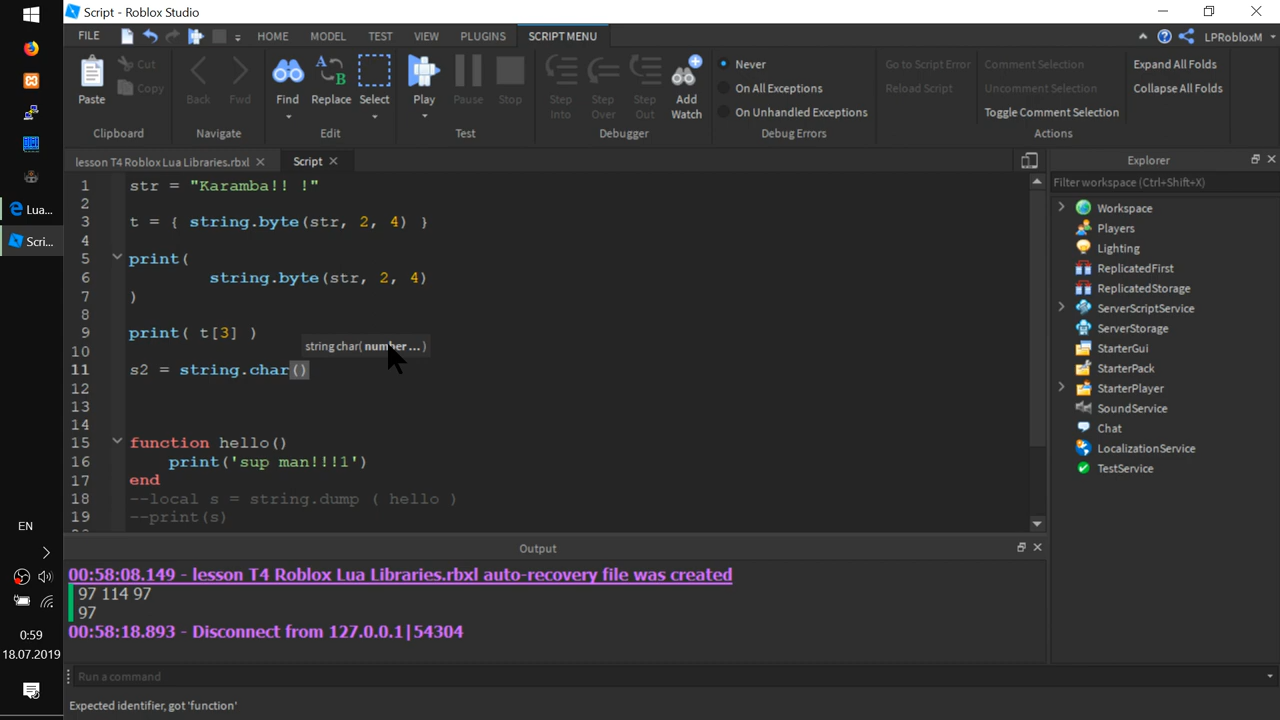 Script - Roblox Studio
FILE HOME MODEL TEST VIEW PLUGINS SCRIPT MENU LPRobloxM
Paste Cut Copy Back Fwd Find Replace Select Play Pause Stop Step Into Step Over Step Out Add Watch
Never
On All Exceptions
On Unhandled Exceptions
Go to Script Error
Reload Script
Comment Selection
Uncomment Selection
Toggle Comment Selection
Expand All Folds
Collapse All Folds
Clipboard Navigate Edit Test Debugger Debug Errors Actions
lesson T4 Roblox Lua Libraries.rbxl Script
1 str = "Karamba!! !"
2
3 t = { string.byte(str, 2, 4) }
4
5 print(
6 string.byte(str, 2, 4)
7 )
8
9 print( t[3] )
string char( number ... )
10
11 s2 = string.char()
12
13
14
15 function hello()
16 print('sup man!!!1')
17 end
18 --local s = string.dump ( hello )
19 --print(s)
Explorer
Filter workspace (Ctrl+Shift+X)
Workspace
Players
Lighting
ReplicatedFirst
ReplicatedStorage
ServerScriptService
ServerStorage
StarterGui
StarterPack
StarterPlayer
SoundService
Chat
LocalizationService
TestService
Output
00:58:08.149 - lesson T4 Roblox Lua Libraries.rbxl auto-recovery file was created
97 114 97
97
00:58:18.893 - Disconnect from 127.0.0.1|54304
Run a command
Expected identifier, got 'function'
Lua...
Scri...
EN
0:59
18.07.2019